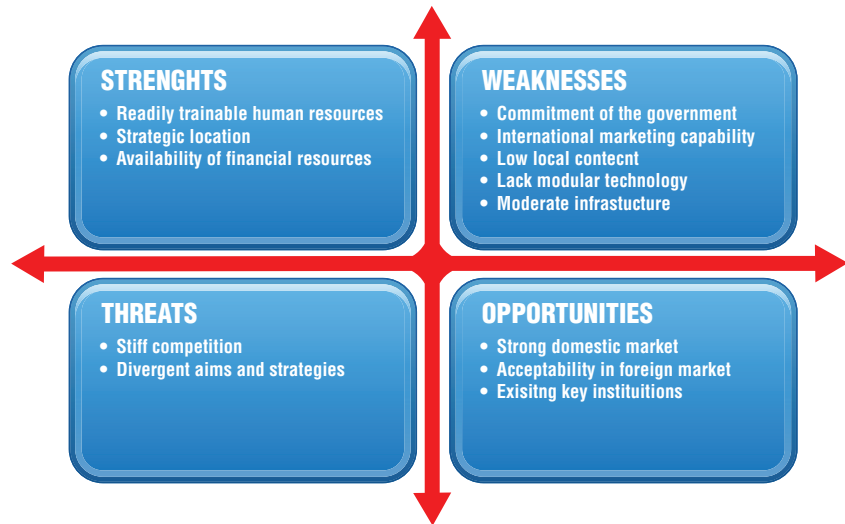 STRENGHTS
• Readily trainable human resources
• Strategic location
• Availability of financial resources
WEAKNESSES
• Commitment of the government
• International marketing capability
• Low local contecnt
• Lack modular technology
• Moderate infrastucture
THREATS
• Stiff competition
• Divergent aims and strategies
OPPORTUNITIES
• Strong domestic market
• Acceptability in foreign market
• Exisitng key instituitions